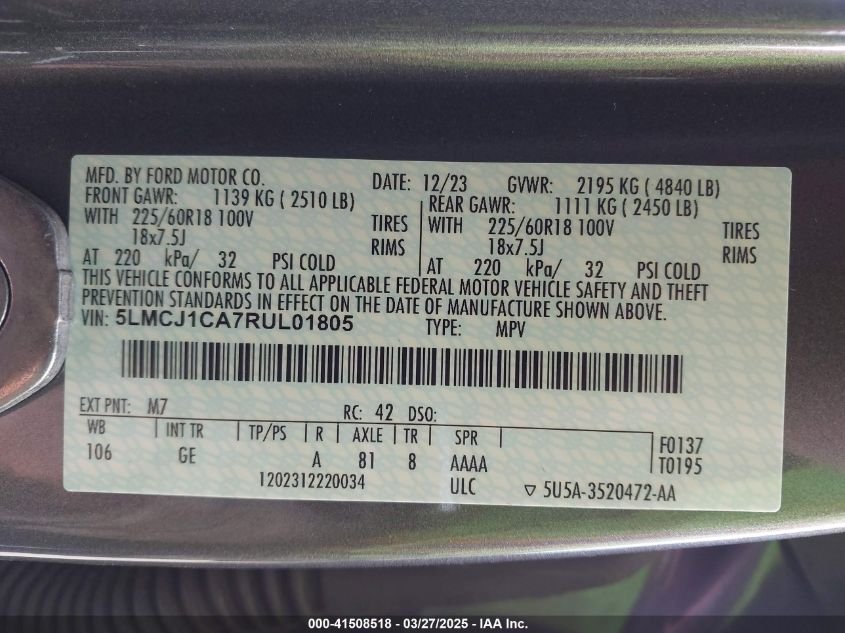 MFD. BY FORD MOTOR CO. DATE: 12/23 GVWR: 2195 KG ( 4840 LB)
FRONT GAWR: 1139 KG ( 2510 LB) REAR GAWR: 1111 KG ( 2450 LB)
WITH 225/60R18 100V TIRES WITH 225/60R18 100V TIRES
18x7.5J RIMS 18x7.5J RIMS
AT 220 kPa/ 32 PSI COLD AT 220 kPa/ 32 PSI COLD
THIS VEHICLE CONFORMS TO ALL APPLICABLE FEDERAL MOTOR VEHICLE SAFETY AND THEFT
PREVENTION STANDARDS IN EFFECT ON THE DATE OF MANUFACTURE SHOWN ABOVE.
VIN: 5LMCJ1CA7RUL01805 TYPE: MPV
EXT PNT: M7 RC: 42 DSO:
WB INT TR TP/PS R AXLE TR SPR F0137
106 GE A 81 8 AAAA T0195
1202312220034 ULC ▽ 5U5A-3520472-AA
000-41508518 - 03/27/2025 - IAA Inc.